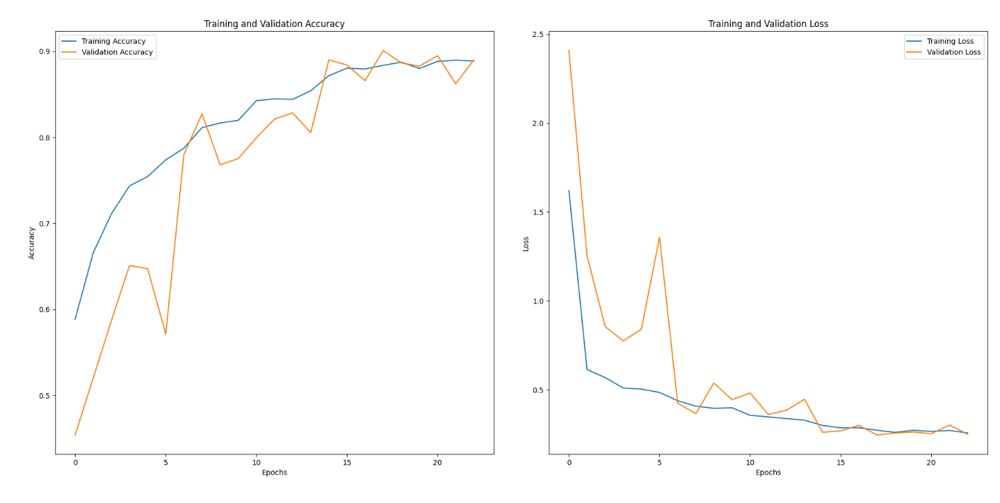 Training and Validation Accuracy
Training Accuracy
Validation Accuracy
0.9
0.8
0.7
0.6
0.5
Accuracy
0
5
10
15
20
Epochs
Training and Validation Loss
Training Loss
Validation Loss
2.5
2.0
1.5
1.0
0.5
Loss
0
5
10
15
20
Epochs